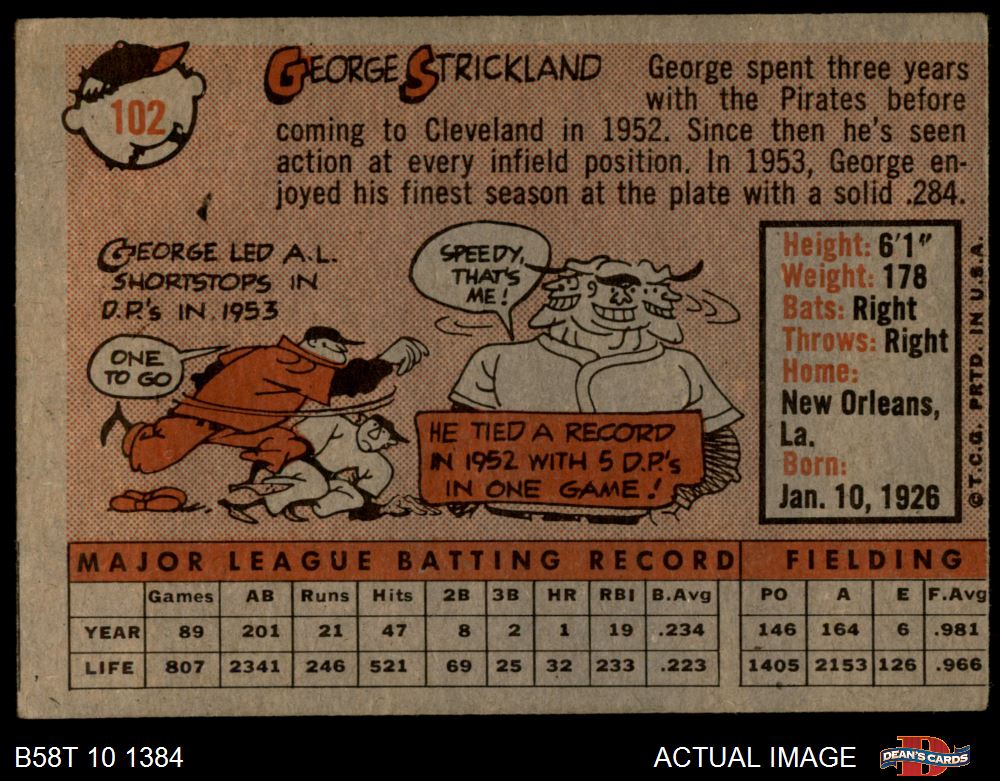 102
GEORGE STRICKLAND
George spent three years
with the Pirates before
coming to Cleveland in 1952. Since then he's seen
action at every infield position. In 1953, George en-
joyed his finest season at the plate with a solid .284.
GEORGE LED A.L.
SHORTSTOPS IN
D.P.'s IN 1953
ONE
TO GO
SPEEDY,
THAT'S
ME!
HE TIED A RECORD
IN 1952 WITH 5 D.P.'s
IN ONE GAME!
Height: 6'1"
Weight: 178
Bats: Right
Throws: Right
Home:
New Orleans,
La.
Born:
Jan. 10, 1926
© T.C.G. PRTD. IN U.S.A.
MAJOR LEAGUE BATTING RECORD FIELDING
Games AB Runs Hits 2B 3B HR RBI B.Avg PO A E F.Avg
YEAR 89 201 21 47 8 2 1 19 .234 146 164 6 .981
LIFE 807 2341 246 521 69 25 32 233 .223 1405 2153 126 .966
B58T 10 1384 ACTUAL IMAGE DEAN'S CARDS